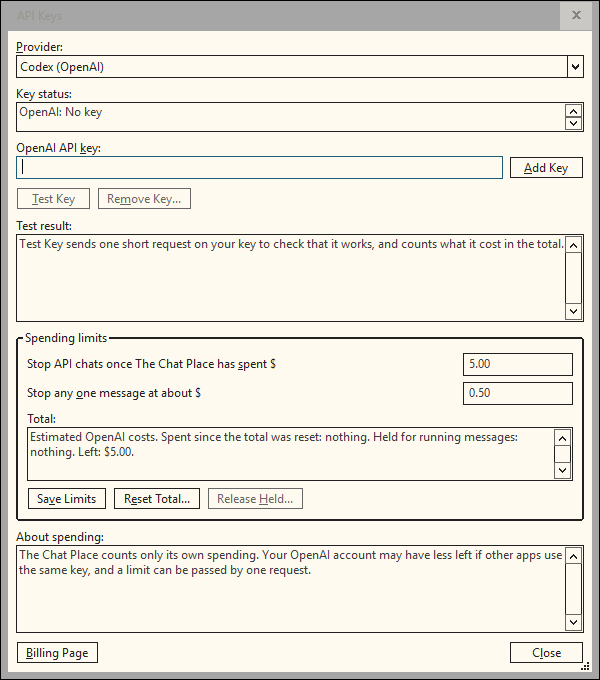 API Keys
Provider:
Codex (OpenAI)
Key status:
OpenAI: No key
OpenAI API key:
Add Key
Test Key
Remove Key...
Test result:
Test Key sends one short request on your key to check that it works, and counts what it cost in the total.
Spending limits
Stop API chats once The Chat Place has spent $
5.00
Stop any one message at about $
0.50
Total:
Estimated OpenAI costs. Spent since the total was reset: nothing. Held for running messages:
nothing. Left: $5.00.
Save Limits
Reset Total...
Release Held...
About spending:
The Chat Place counts only its own spending. Your OpenAI account may have less left if other apps use
the same key, and a limit can be passed by one request.
Billing Page
Close